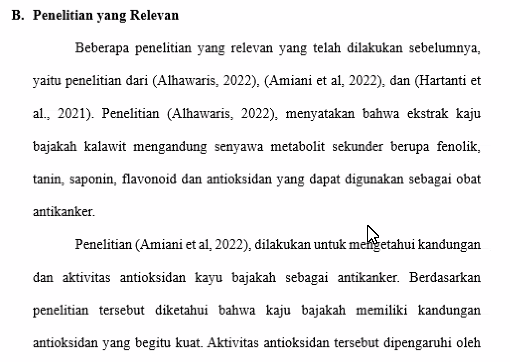 B. Penelitian yang Relevan
Beberapa penelitian yang relevan yang telah dilakukan sebelumnya,
yaitu penelitian dari (Alhawaris, 2022), (Amiani et al, 2022), dan (Hartanti et
al., 2021). Penelitian (Alhawaris, 2022), menyatakan bahwa ekstrak kaju
bajakah kalawit mengandung senyawa metabolit sekunder berupa fenolik,
tanin, saponin, flavonoid dan antioksidan yang dapat digunakan sebagai obat
antikanker.
Penelitian (Amiani et al, 2022), dilakukan untuk mengetahui kandungan
dan aktivitas antioksidan kayu bajakah sebagai antikanker. Berdasarkan
penelitian tersebut diketahui bahwa kaju bajakah memiliki kandungan
antioksidan yang begitu kuat. Aktivitas antioksidan tersebut dipengaruhi oleh